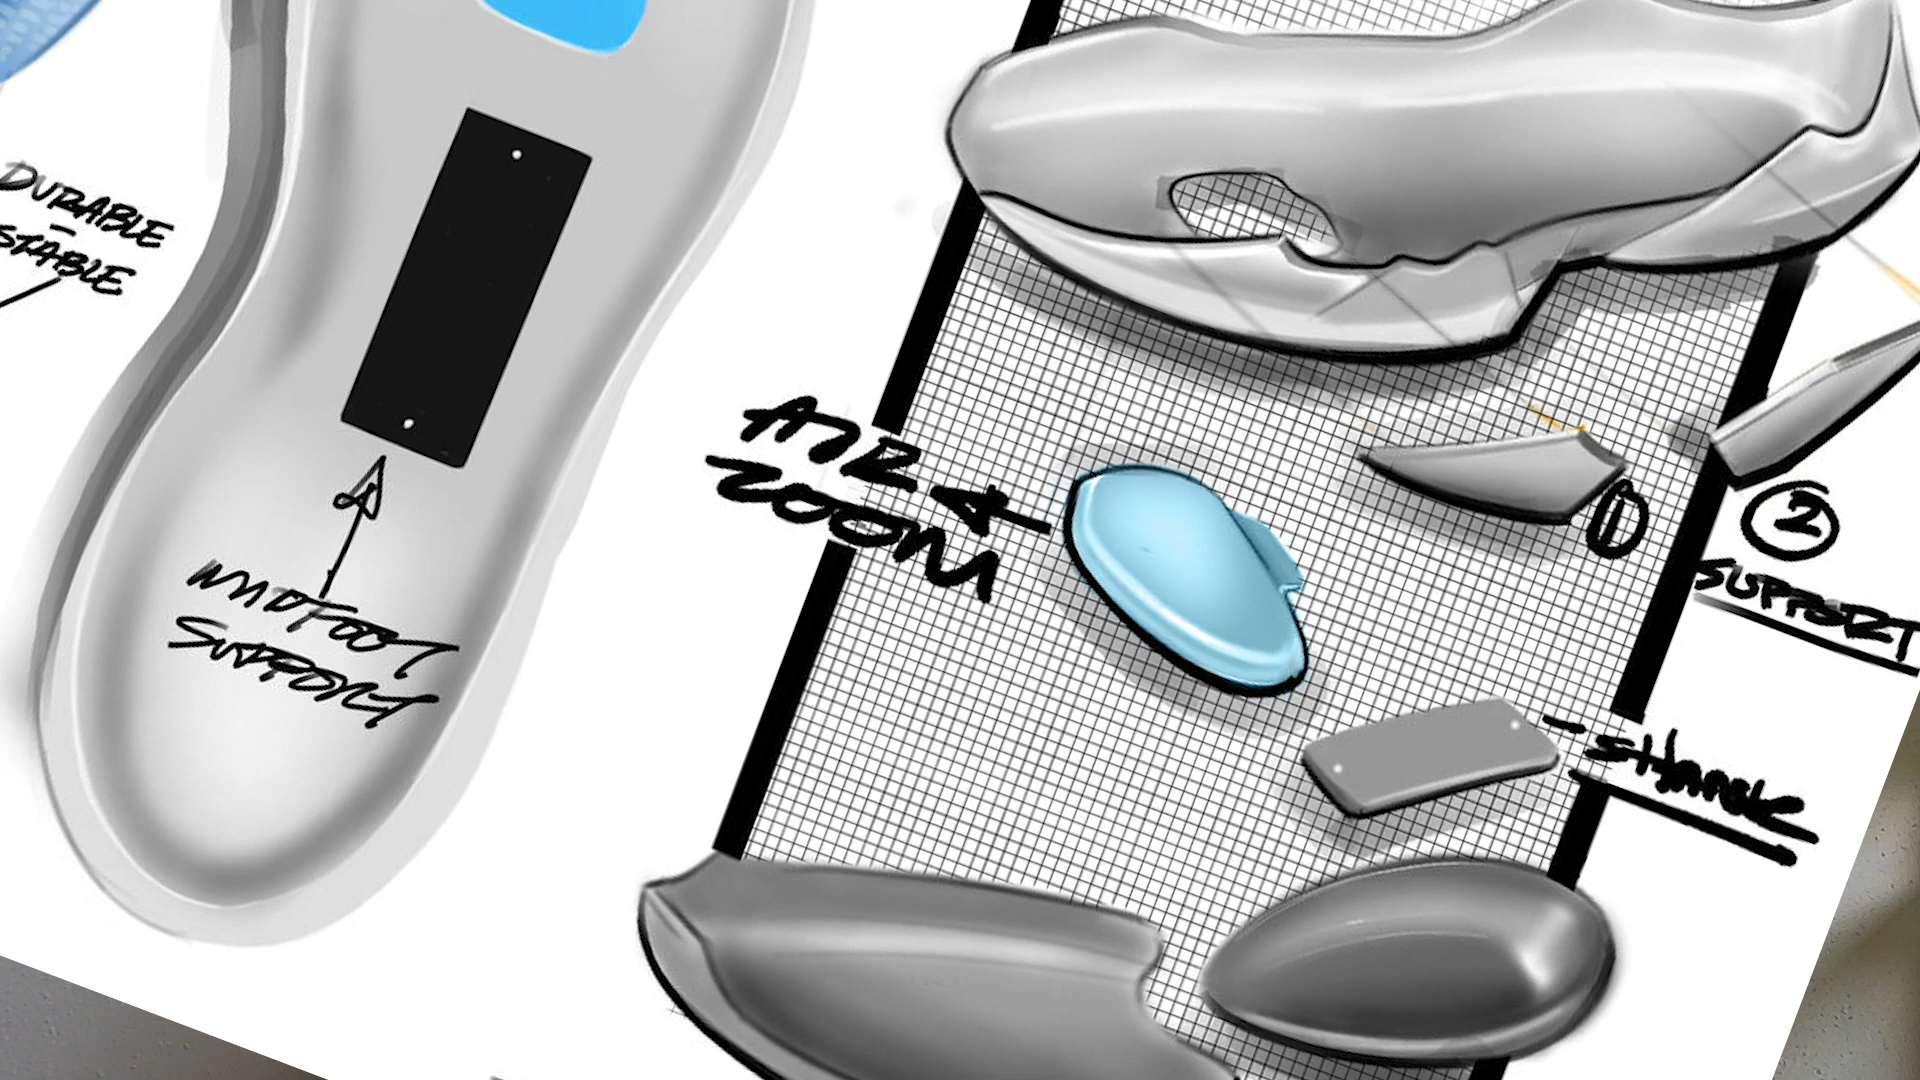 DURABLE
-
STABLE
MIDFOOT
SUPPORT
AIR
ZOOM
1
2
SUPPORT
- SHANK